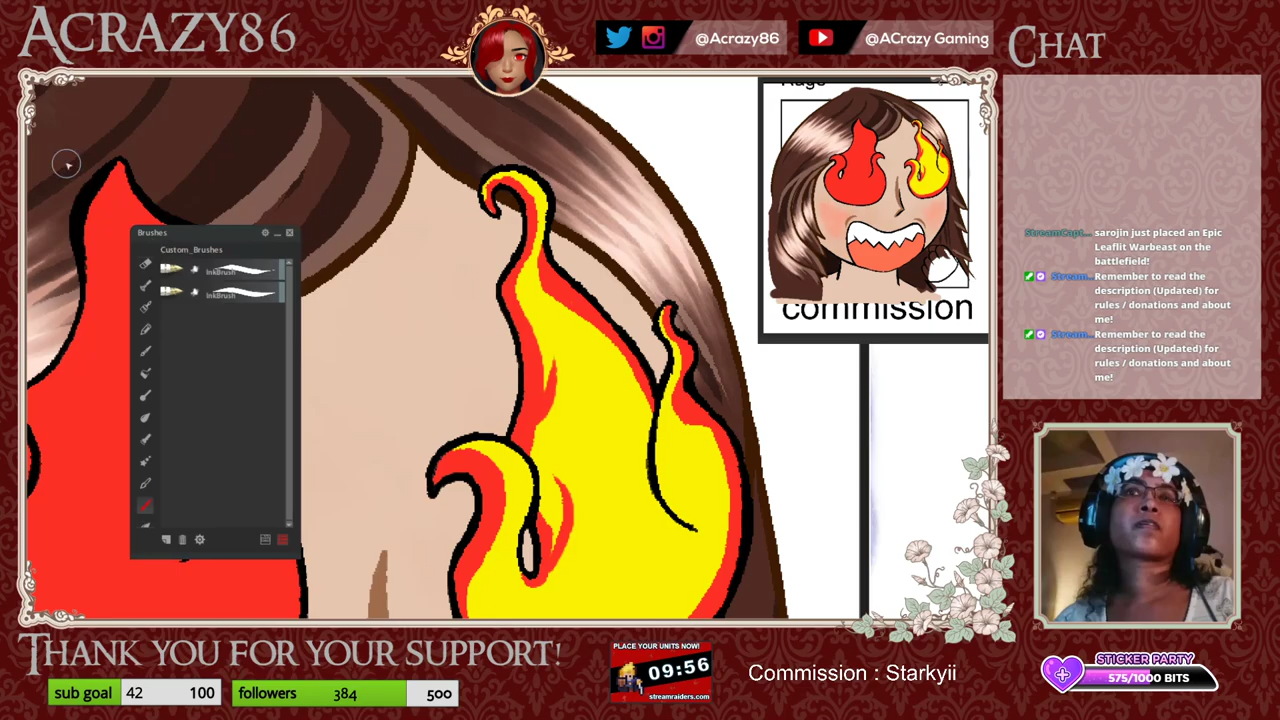 ACRAZY86
@Acrazy86
@ACrazy Gaming
CHAT
commission
Brushes
Custom_Brushes
InkBrush
InkBrush
StreamCapt... sarojin just placed an Epic
Leaflit Warbeast on the
battlefield!
Stream... Remember to read the
description (Updated) for
rules / donations and about
me!
Stream... Remember to read the
description (Updated) for
rules / donations and about
me!
THANK YOU FOR YOUR SUPPORT!
sub goal 42 100
followers 384 500
PLACE YOUR UNITS NOW!
09:56
streamraiders.com
Commission : Starkyii
STICKER PARTY
575/1000 BITS